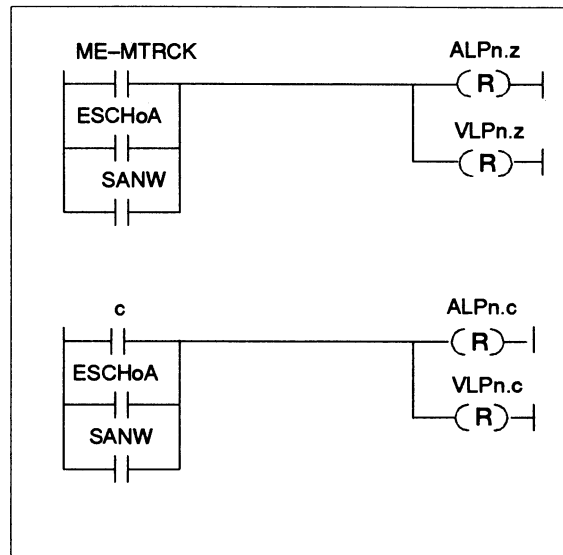 ME–MTRCK
ALPn.z
R
ESCHoA
VLPn.z
R
SANW
c
ALPn.c
R
ESCHoA
VLPn.c
R
SANW